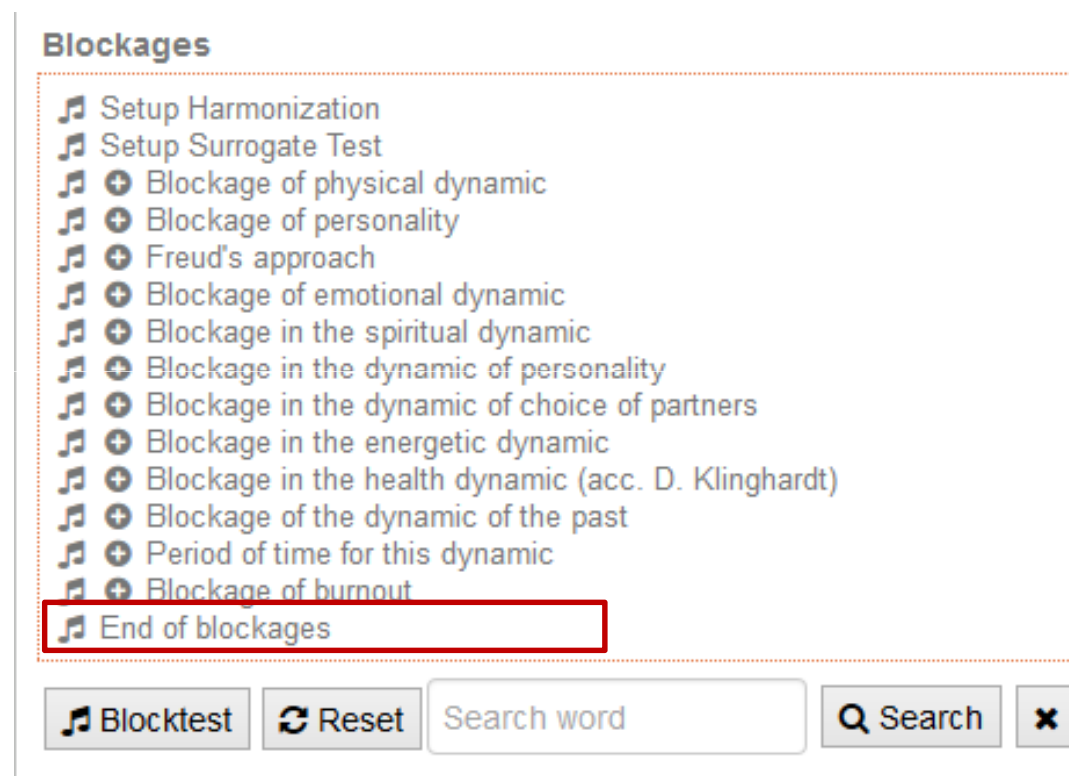 Blockages
Setup Harmonization
Setup Surrogate Test
Blockage of physical dynamic
Blockage of personality
Freud's approach
Blockage of emotional dynamic
Blockage in the spiritual dynamic
Blockage in the dynamic of personality
Blockage in the dynamic of choice of partners
Blockage in the energetic dynamic
Blockage in the health dynamic (acc. D. Klinghardt)
Blockage of the dynamic of the past
Period of time for this dynamic
Blockage of burnout
End of blockages
Blocktest Reset Search word Search